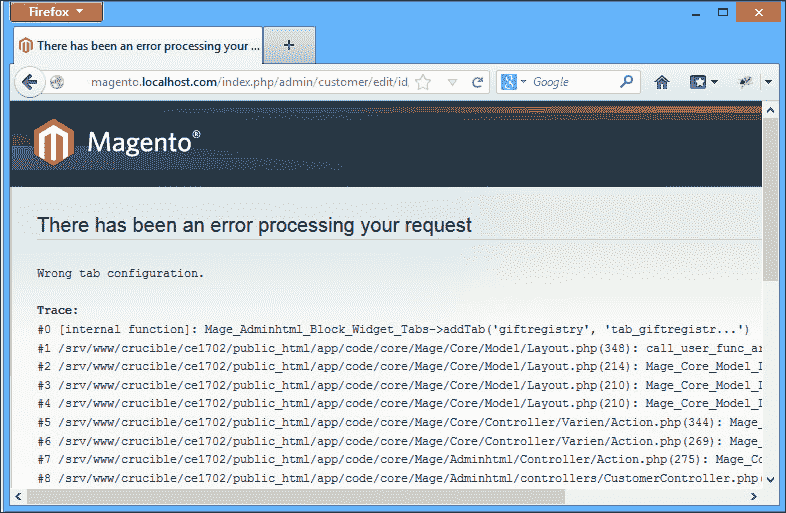 Firefox
There has been an error processing your ...
magento.localhost.com/index.php/admin/customer/edit/id
Google
Magento®
There has been an error processing your request
Wrong tab configuration.
Trace:
#0 [internal function]: Mage_Adminhtml_Block_Widget_Tabs->addTab('giftregistry', 'tab_giftregistr...')
#1 /srv/www/crucible/ce1702/public_html/app/code/core/Mage/Core/Model/Layout.php(348): call_user_func_ar
#2 /srv/www/crucible/ce1702/public_html/app/code/core/Mage/Core/Model/Layout.php(214): Mage_Core_Model_L
#3 /srv/www/crucible/ce1702/public_html/app/code/core/Mage/Core/Model/Layout.php(210): Mage_Core_Model_L
#4 /srv/www/crucible/ce1702/public_html/app/code/core/Mage/Core/Model/Layout.php(210): Mage_Core_Model_L
#5 /srv/www/crucible/ce1702/public_html/app/code/core/Mage/Core/Controller/Varien/Action.php(344): Mage_
#6 /srv/www/crucible/ce1702/public_html/app/code/core/Mage/Core/Controller/Varien/Action.php(269): Mage_
#7 /srv/www/crucible/ce1702/public_html/app/code/core/Mage/Adminhtml/Controller/Action.php(275): Mage_Co
#8 /srv/www/crucible/ce1702/public_html/app/code/core/Mage/Adminhtml/controllers/CustomerController.php(